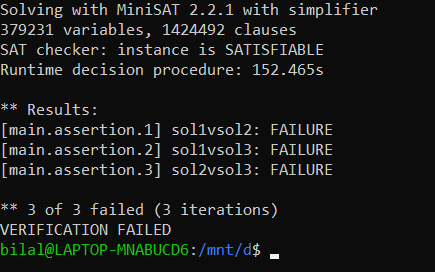 Solving with MiniSAT 2.2.1 with simplifier
379231 variables, 1424492 clauses
SAT checker: instance is SATISFIABLE
Runtime decision procedure: 152.465s
** Results:
[main.assertion.1] sol1vsol2: FAILURE
[main.assertion.2] sol1vsol3: FAILURE
[main.assertion.3] sol2vsol3: FAILURE
** 3 of 3 failed (3 iterations)
VERIFICATION FAILED
bilal@LAPTOP-MNABUCD6:/mnt/d$